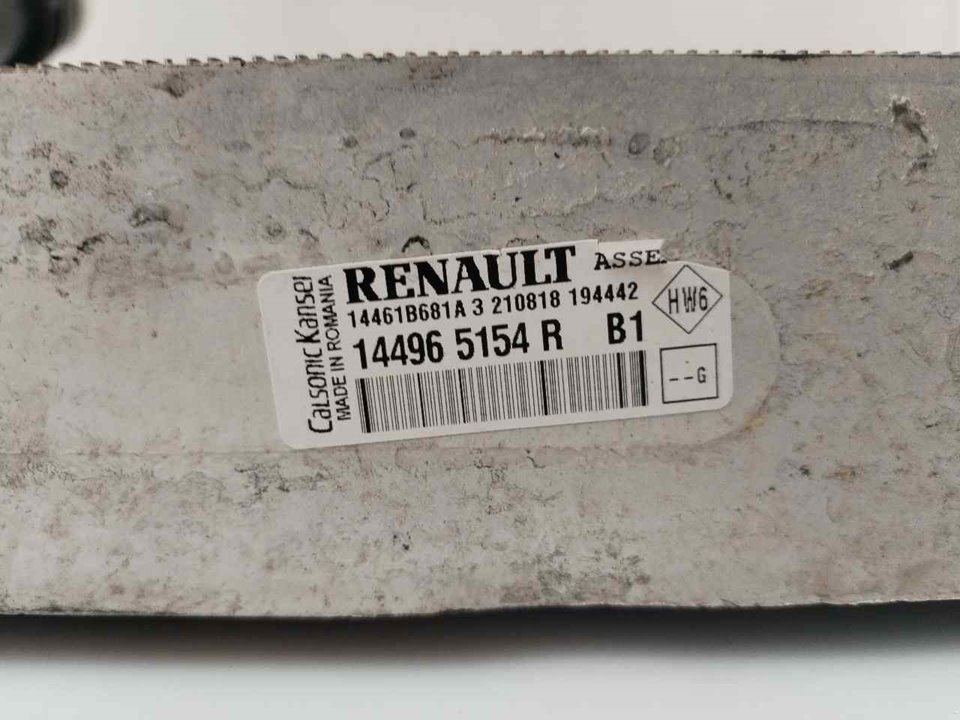 Calsonic Kansei
MADE IN ROMANIA
RENAULT ASSE
14461B681A 3 210818 194442
14496 5154 R B1
HW6
--G